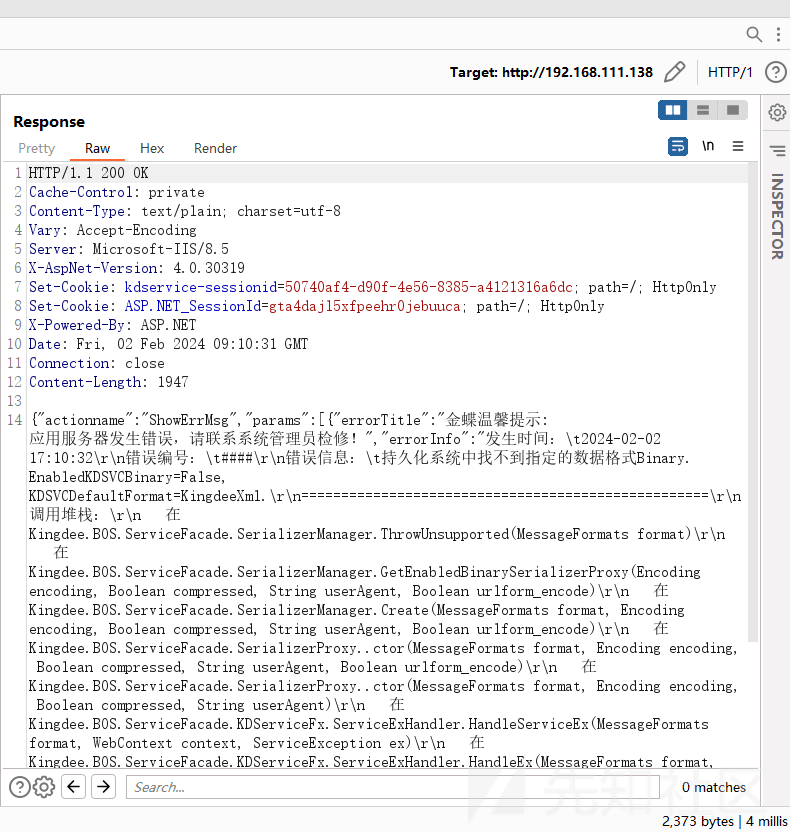 Target: http://192.168.111.138 HTTP/1
Response
Pretty Raw Hex Render \n
INSPECTOR
1 HTTP/1.1 200 OK
2 Cache-Control: private
3 Content-Type: text/plain; charset=utf-8
4 Vary: Accept-Encoding
5 Server: Microsoft-IIS/8.5
6 X-AspNet-Version: 4.0.30319
7 Set-Cookie: kdservice-sessionid=50740af4-d90f-4e56-8385-a4121316a6dc; path=/; HttpOnly
8 Set-Cookie: ASP.NET_SessionId=gta4dajl5xfpeehr0jebuuca; path=/; HttpOnly
9 X-Powered-By: ASP.NET
10 Date: Fri, 02 Feb 2024 09:10:31 GMT
11 Connection: close
12 Content-Length: 1947
13
14 {"actionname":"ShowErrMsg","params":[{"errorTitle":"金蝶温馨提示:
应用服务器发生错误，请联系系统管理员检修！","errorInfo":"发生时间：\t2024-02-02
17:10:32\r\n错误编号：\t####\r\n错误信息：\t持久化系统中找不到指定的数据格式Binary.
EnabledKDSVCBinary=False,
KDSVCDefaultFormat=KingdeeXml.\r\n===================================================\r\n
调用堆栈：\r\n 在
Kingdee.BOS.ServiceFacade.SerializerManager.ThrowUnsupported(MessageFormats format)\r\n
在
Kingdee.BOS.ServiceFacade.SerializerManager.GetEnabledBinarySerializerProxy(Encoding
encoding, Boolean compressed, String userAgent, Boolean urlform_encode)\r\n 在
Kingdee.BOS.ServiceFacade.SerializerManager.Create(MessageFormats format, Encoding
encoding, Boolean compressed, String userAgent, Boolean urlform_encode)\r\n 在
Kingdee.BOS.ServiceFacade.SerializerProxy..ctor(MessageFormats format, Encoding encoding,
Boolean compressed, String userAgent, Boolean urlform_encode)\r\n 在
Kingdee.BOS.ServiceFacade.SerializerProxy..ctor(MessageFormats format, Encoding encoding,
Boolean compressed, String userAgent)\r\n 在
Kingdee.BOS.ServiceFacade.KDServiceFx.ServiceExHandler.HandleServiceEx(MessageFormats
format, WebContext context, ServiceException ex)\r\n 在
Kingdee.BOS.ServiceFacade.KDServiceFx.ServiceExHandler.HandleEx(MessageFormats format,
Search... 0 matches
先知社区
2,373 bytes | 4 millis